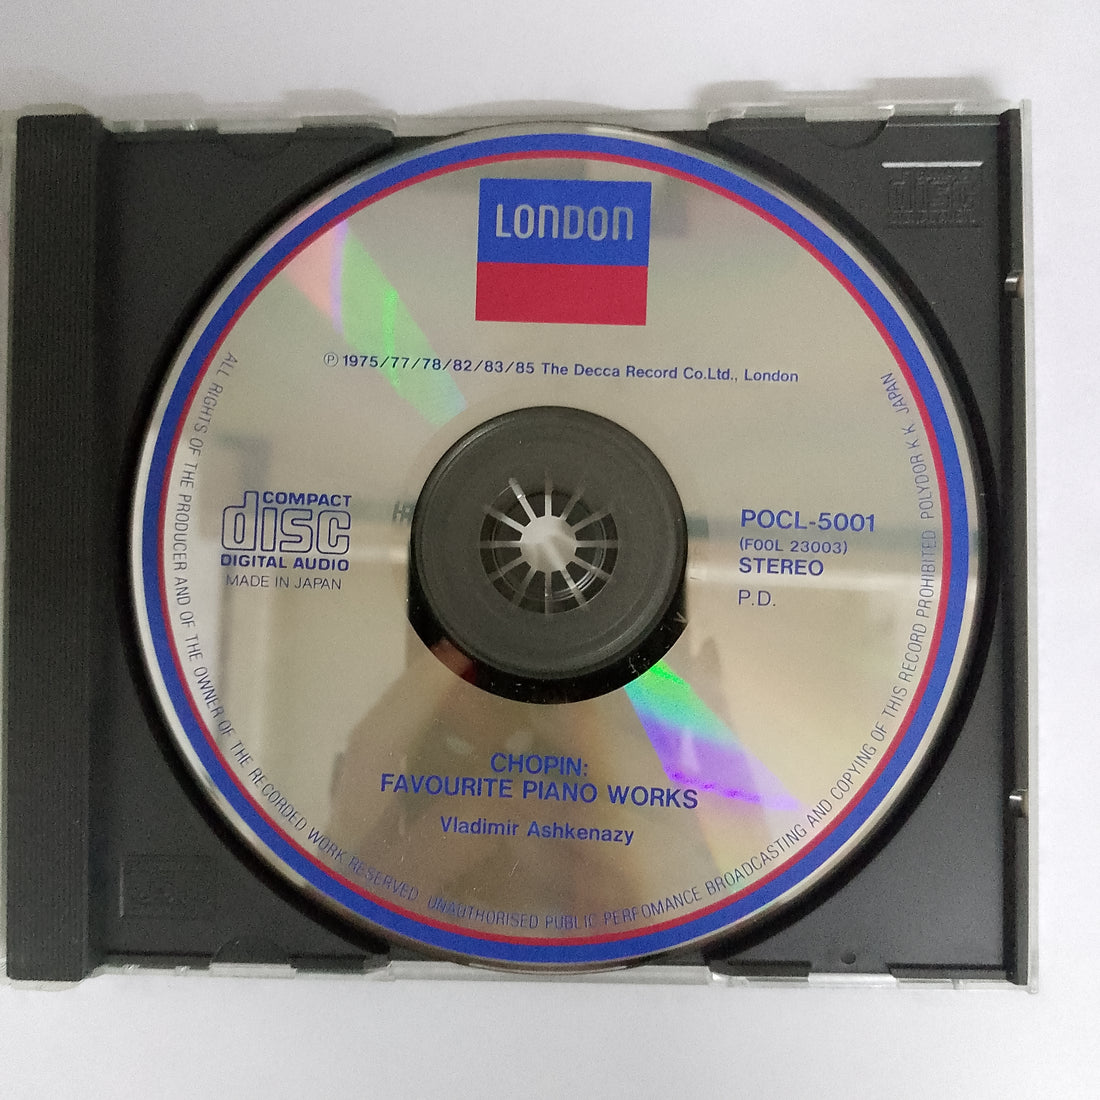 LONDON
Ⓟ 1975/77/78/82/83/85 The Decca Record Co.Ltd., London
COMPACT
disc
DIGITAL AUDIO
MADE IN JAPAN
POCL-5001
(F00L 23003)
STEREO
P.D.
CHOPIN:
FAVOURITE PIANO WORKS
Vladimir Ashkenazy
ALL RIGHTS OF THE PRODUCER AND OF THE OWNER OF THE RECORDED WORK RESERVED. UNAUTHORISED PUBLIC PERFOMANCE BROADCASTING AND COPYING OF THIS RECORD PROHIBITED. POLYDOR K.K. JAPAN
disc